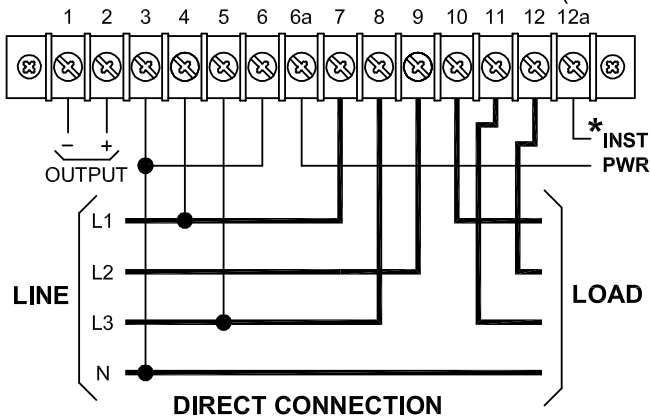 1 2 3 4 5 6 6a 7 8 9 10 11 12 12a
- +
OUTPUT
*INST
PWR
L1
L2
LINE
LOAD
L3
N
DIRECT CONNECTION